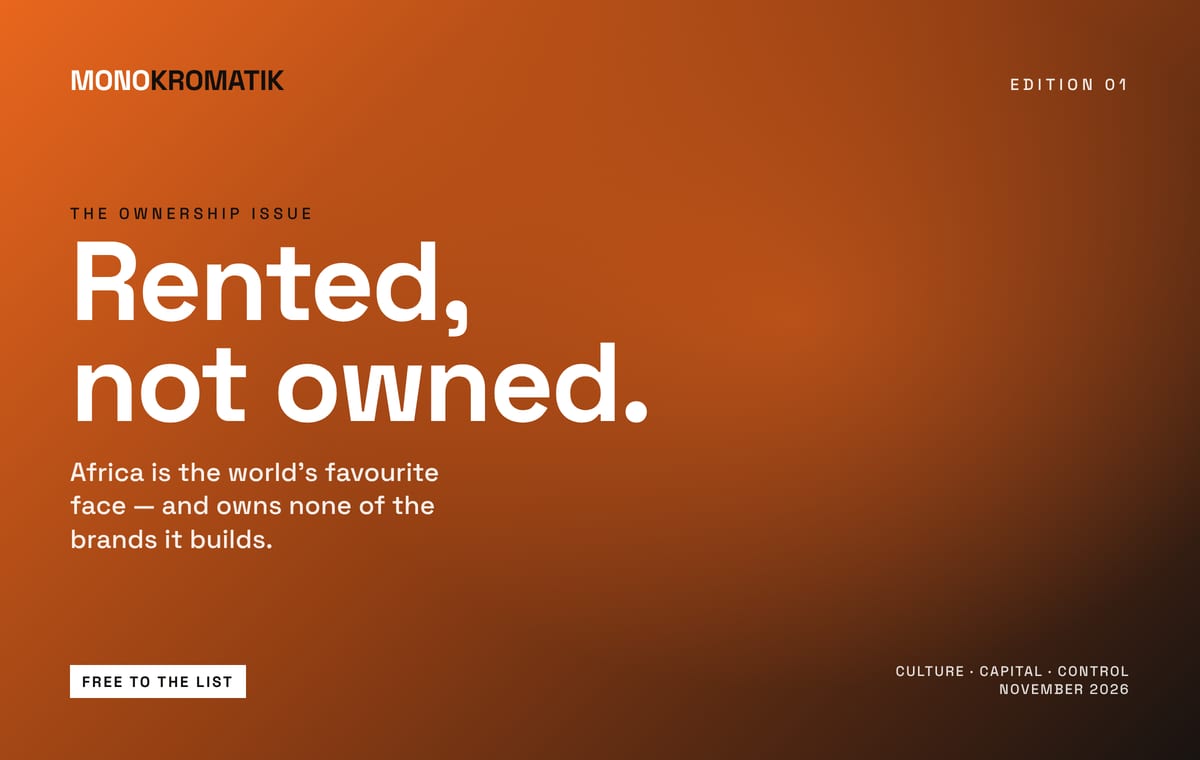 MONOKROMATIK
EDITION 01
THE OWNERSHIP ISSUE
Rented,
not owned.
Africa is the world’s favourite
face — and owns none of the
brands it builds.
FREE TO THE LIST
CULTURE · CAPITAL · CONTROL
NOVEMBER 2026